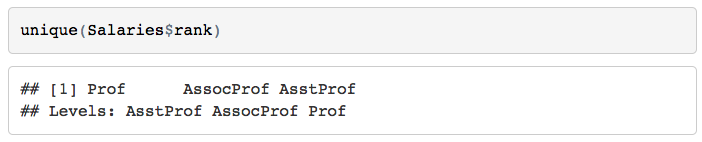 unique(Salaries$rank)
## [1] Prof      AssocProf AsstProf
## Levels: AsstProf AssocProf Prof